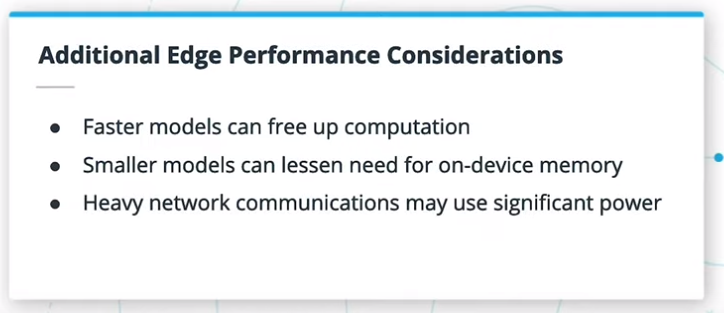 Additional Edge Performance Considerations
● Faster models can free up computation
● Smaller models can lessen need for on-device memory
● Heavy network communications may use significant power